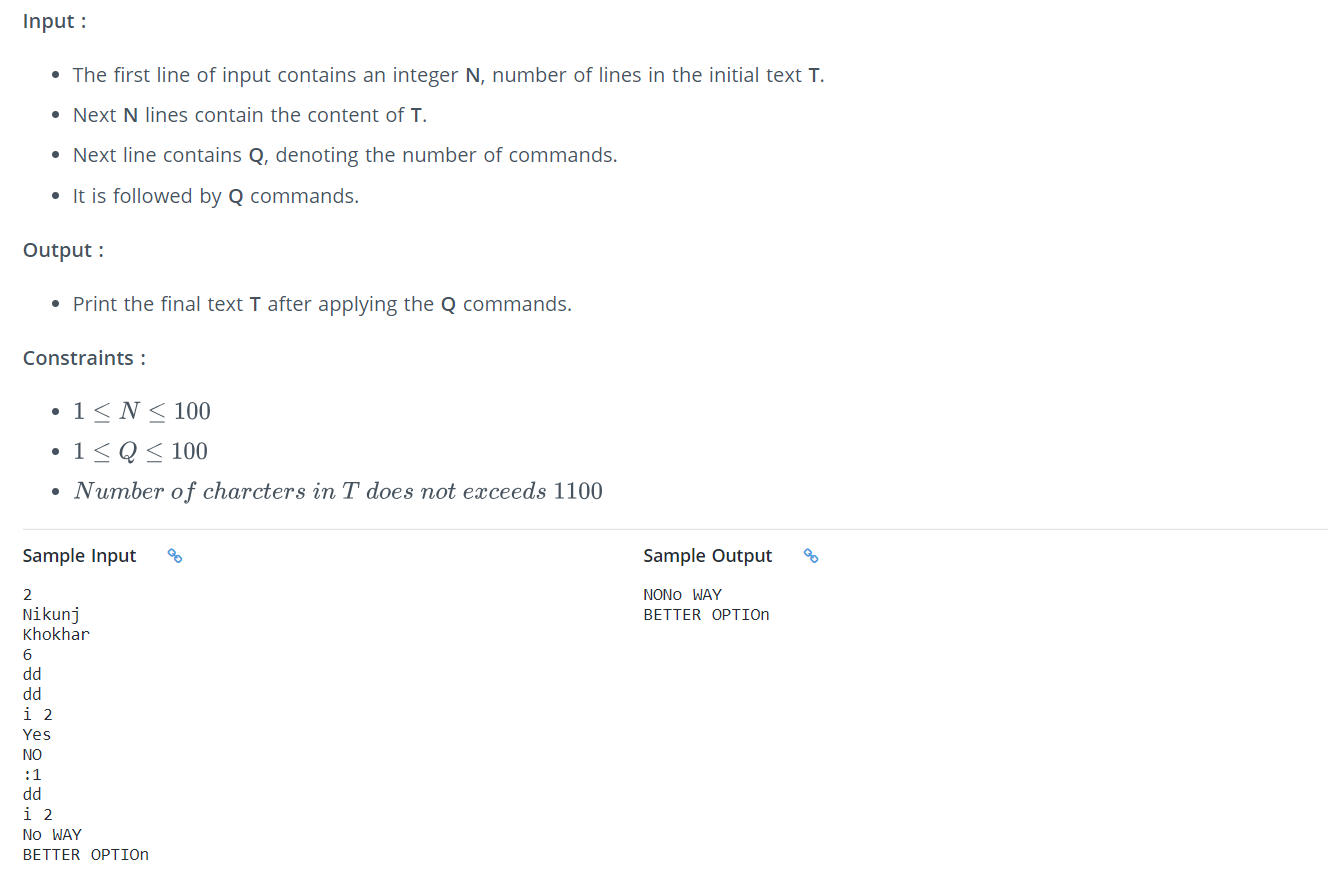 Input :
The first line of input contains an integer N, number of lines in the initial text T.
Next N lines contain the content of T.
Next line contains Q, denoting the number of commands.
It is followed by Q commands.
Output :
Print the final text T after applying the Q commands.
Constraints :
1 ≤ N ≤ 100
1 ≤ Q ≤ 100
Number of charcters in T does not exceeds 1100
Sample Input
2
Nikunj
Khokhar
6
dd
dd
i 2
Yes
NO
:1
dd
i 2
No WAY
BETTER OPTIOn
Sample Output
NONo WAY
BETTER OPTIOn